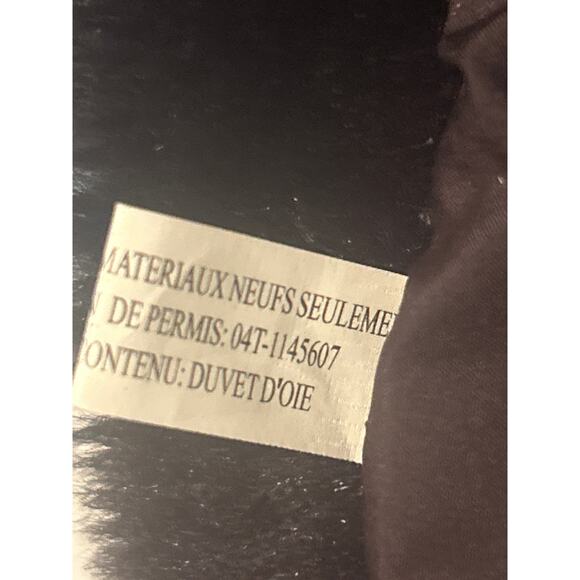 MATERIAUX NEUFS SEULEME
DE PERMIS: 04T-1145607
ONTENU: DUVET D'OIE